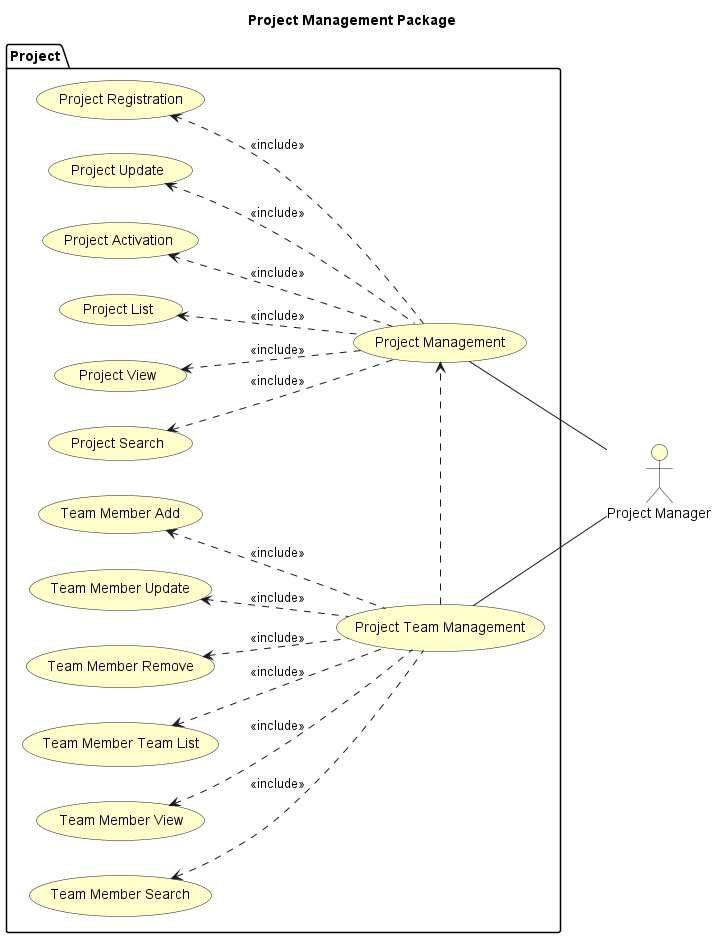 Project Management Package
Project
Project Registration
«include»
Project Update
«include»
Project Activation
«include»
Project List
«include»
Project Management
«include»
Project View
«include»
Project Search
Team Member Add
Project Manager
«include»
Team Member Update
«include»
Project Team Management
«include»
Team Member Remove
«include»
Team Member Team List
«include»
«include»
Team Member View
Team Member Search